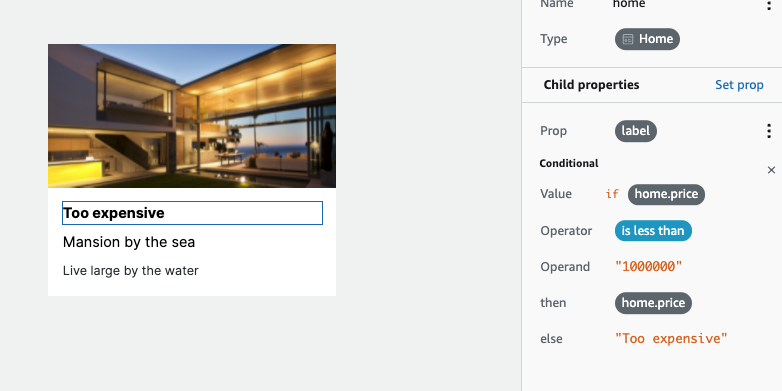 Name home
Type Home
Child properties Set prop
Prop label
Conditional
Value if home.price
Operator is less than
Operand "1000000"
then home.price
else "Too expensive"
Too expensive
Mansion by the sea
Live large by the water